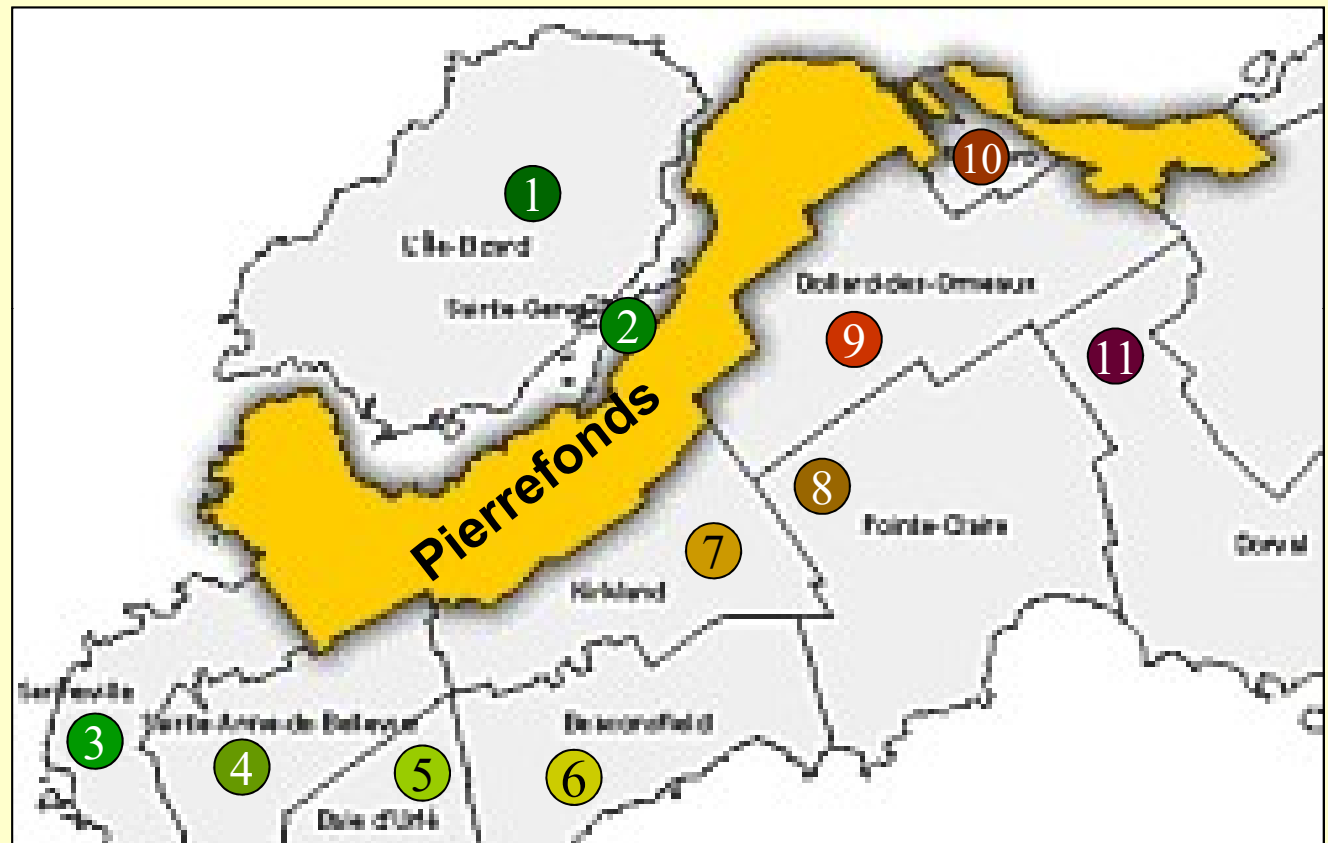 10
1
L'Île-Bizard
Sainte-Genev
2
Dollard-des-Ormeaux
9
11
Pierrefonds
8
Pointe-Claire
7
Dorval
Kirkland
Senneville
3
Sainte-Anne-de-Bellevue
Beaconsfield
4
5
6
Baie d'Urfé